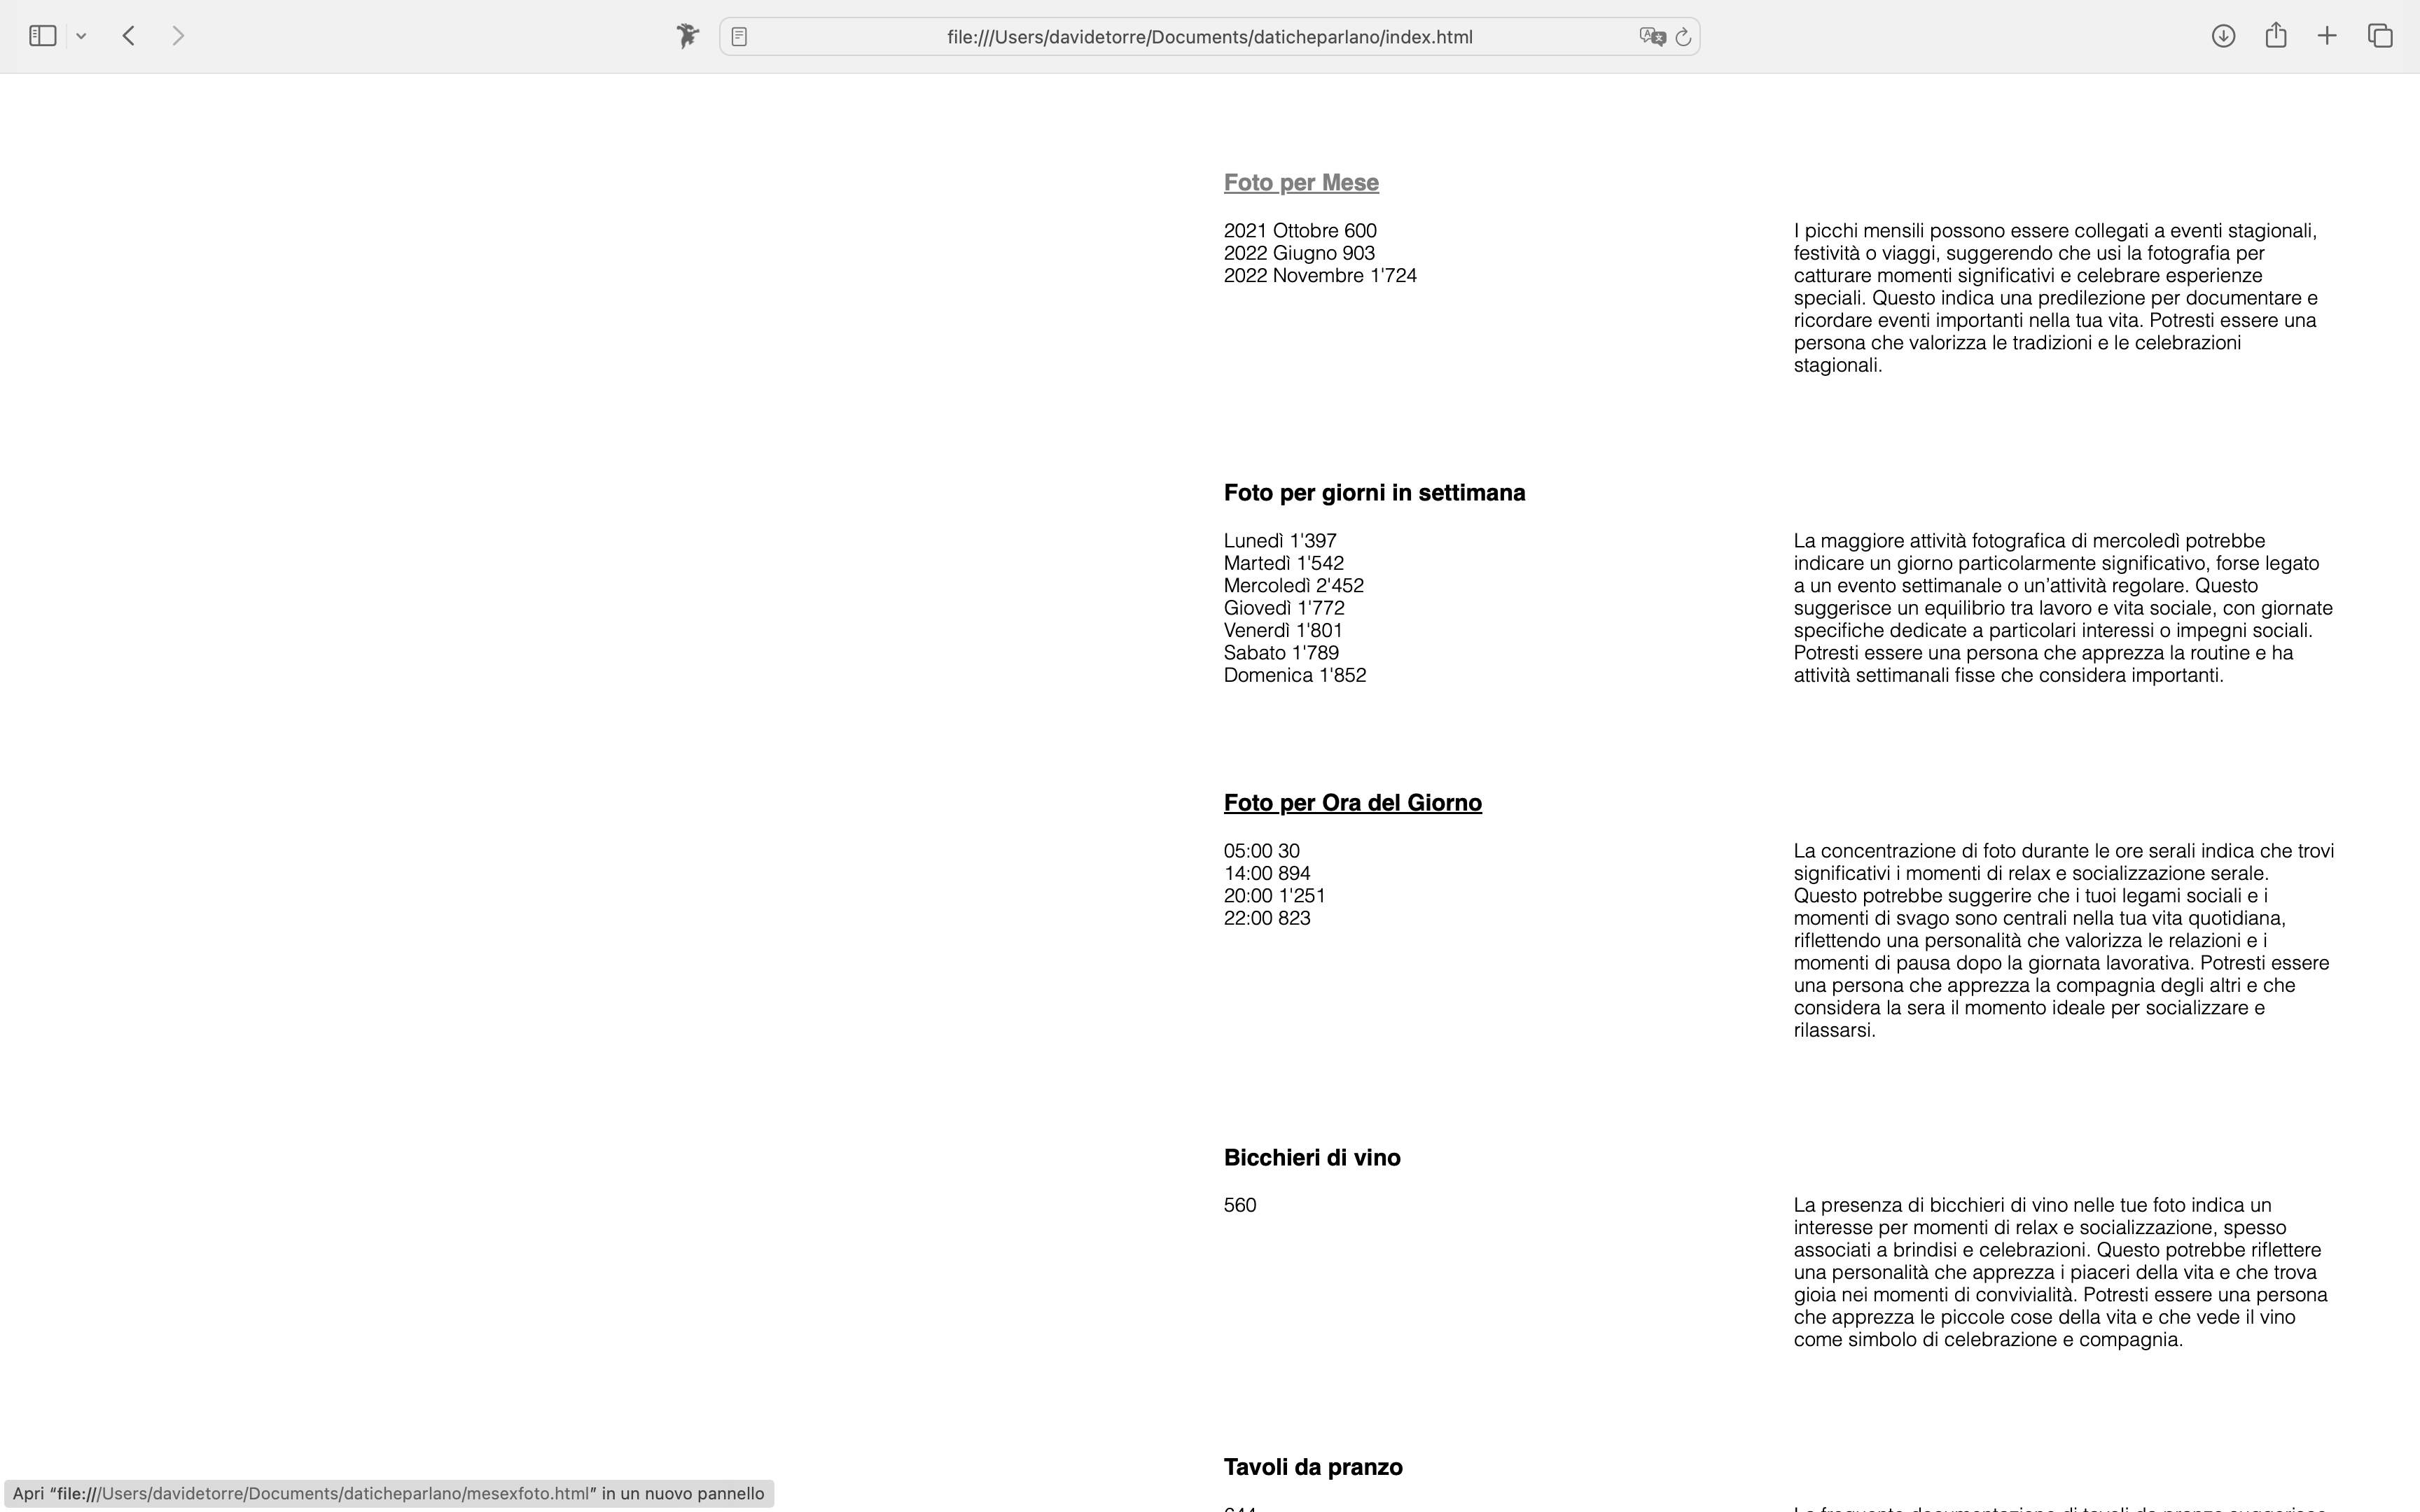 file:///Users/davidetorre/Documents/daticheparlano/index.html
Foto per Mese
2021 Ottobre 600
2022 Giugno 903
2022 Novembre 1'724
I picchi mensili possono essere collegati a eventi stagionali,
festività o viaggi, suggerendo che usi la fotografia per
catturare momenti significativi e celebrare esperienze
speciali. Questo indica una predilezione per documentare e
ricordare eventi importanti nella tua vita. Potresti essere una
persona che valorizza le tradizioni e le celebrazioni
stagionali.
Foto per giorni in settimana
Lunedì 1'397
Martedì 1'542
Mercoledì 2'452
Giovedì 1'772
Venerdì 1'801
Sabato 1'789
Domenica 1'852
La maggiore attività fotografica di mercoledì potrebbe
indicare un giorno particolarmente significativo, forse legato
a un evento settimanale o un’attività regolare. Questo
suggerisce un equilibrio tra lavoro e vita sociale, con giornate
specifiche dedicate a particolari interessi o impegni sociali.
Potresti essere una persona che apprezza la routine e ha
attività settimanali fisse che considera importanti.
Foto per Ora del Giorno
05:00 30
14:00 894
20:00 1'251
22:00 823
La concentrazione di foto durante le ore serali indica che trovi
significativi i momenti di relax e socializzazione serale.
Questo potrebbe suggerire che i tuoi legami sociali e i
momenti di svago sono centrali nella tua vita quotidiana,
riflettendo una personalità che valorizza le relazioni e i
momenti di pausa dopo la giornata lavorativa. Potresti essere
una persona che apprezza la compagnia degli altri e che
considera la sera il momento ideale per socializzare e
rilassarsi.
Bicchieri di vino
560
La presenza di bicchieri di vino nelle tue foto indica un
interesse per momenti di relax e socializzazione, spesso
associati a brindisi e celebrazioni. Questo potrebbe riflettere
una personalità che apprezza i piaceri della vita e che trova
gioia nei momenti di convivialità. Potresti essere una persona
che apprezza le piccole cose della vita e che vede il vino
come simbolo di celebrazione e compagnia.
Tavoli da pranzo
Apri “file:///Users/davidetorre/Documents/daticheparlano/mesexfoto.html” in un nuovo pannello